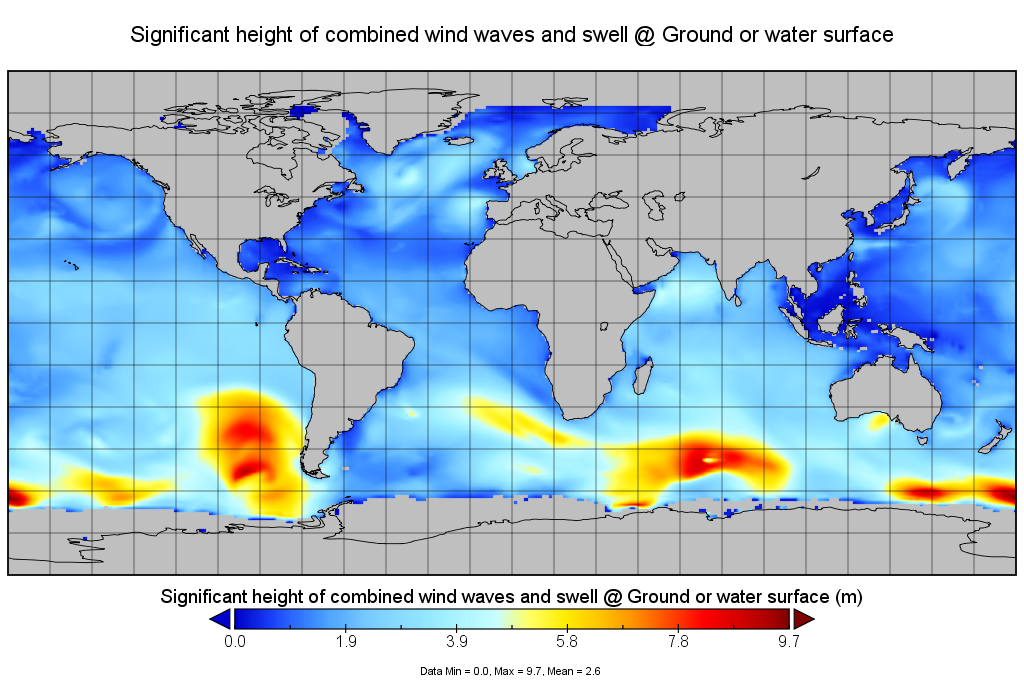 Significant height of combined wind waves and swell @ Ground or water surface
Significant height of combined wind waves and swell @ Ground or water surface (m)
0.0 1.9 3.9 5.8 7.8 9.7
Data Min = 0.0, Max = 9.7, Mean = 2.6